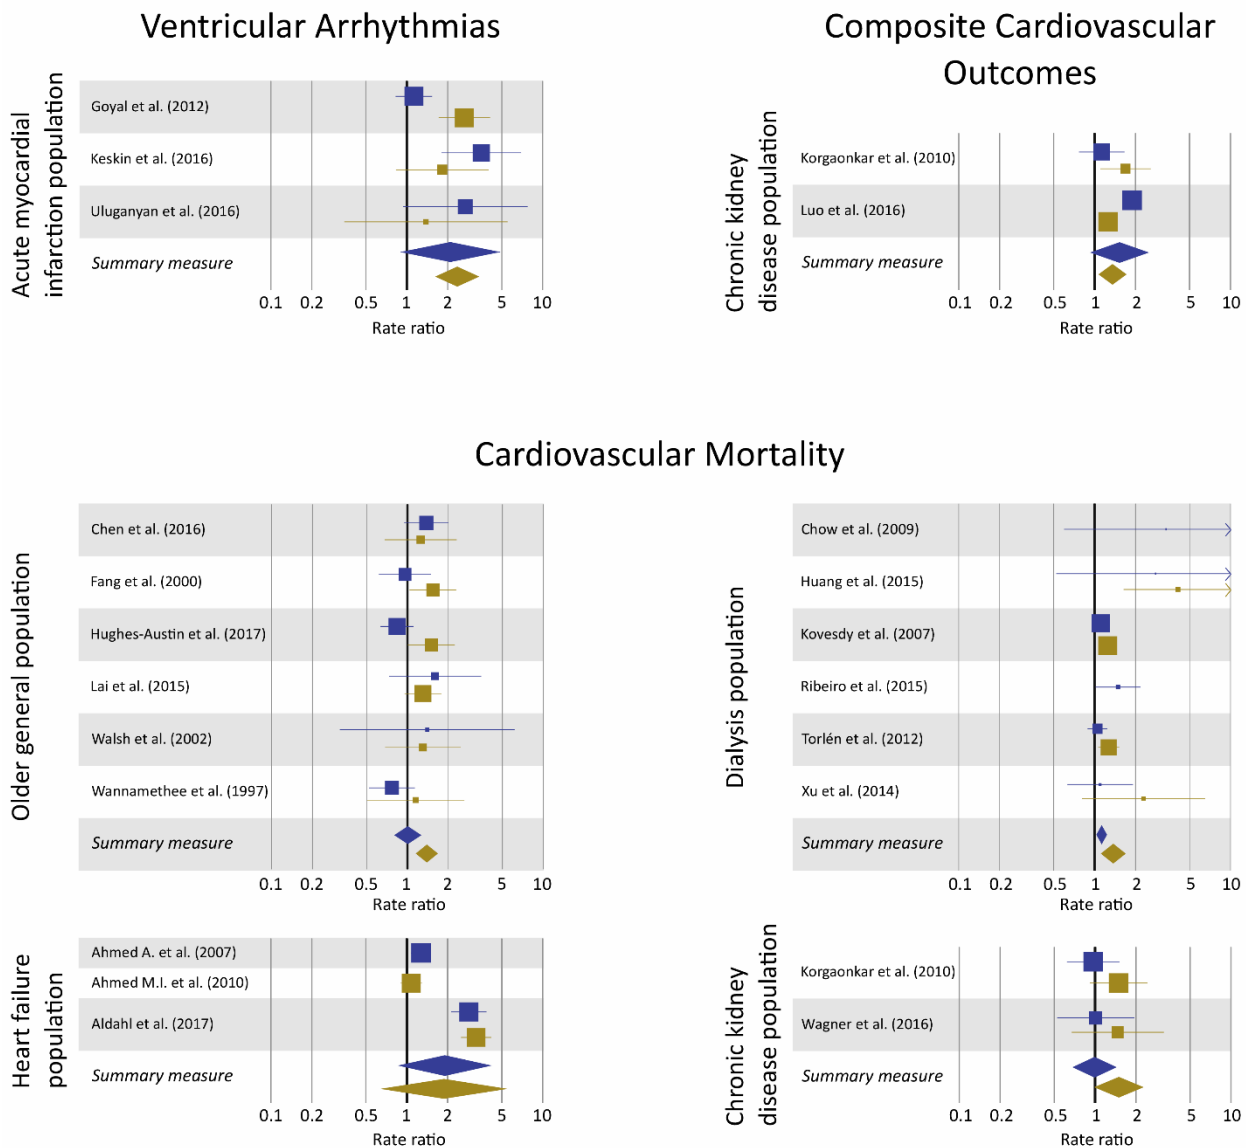 Ventricular Arrhythmias
Acute myocardial
infarction population
Goyal et al. (2012)
Keskin et al. (2016)
Uluganyan et al. (2016)
Summary measure
0.1 0.2 0.5 1 2 5 10
Rate ratio
Composite Cardiovascular
Outcomes
Chronic kidney
disease population
Korgaonkar et al. (2010)
Luo et al. (2016)
Summary measure
0.1 0.2 0.5 1 2 5 10
Rate ratio
Cardiovascular Mortality
Older general population
Chen et al. (2016)
Fang et al. (2000)
Hughes-Austin et al. (2017)
Lai et al. (2015)
Walsh et al. (2002)
Wannamethee et al. (1997)
Summary measure
0.1 0.2 0.5 1 2 5 10
Rate ratio
Dialysis population
Chow et al. (2009)
Huang et al. (2015)
Kovesdy et al. (2007)
Ribeiro et al. (2015)
Torlén et al. (2012)
Xu et al. (2014)
Summary measure
0.1 0.2 0.5 1 2 5 10
Rate ratio
Heart failure
population
Ahmed A. et al. (2007)
Ahmed M.I. et al. (2010)
Aldahl et al. (2017)
Summary measure
0.1 0.2 0.5 1 2 5 10
Rate ratio
Chronic kidney
disease population
Korgaonkar et al. (2010)
Wagner et al. (2016)
Summary measure
0.1 0.2 0.5 1 2 5 10
Rate ratio